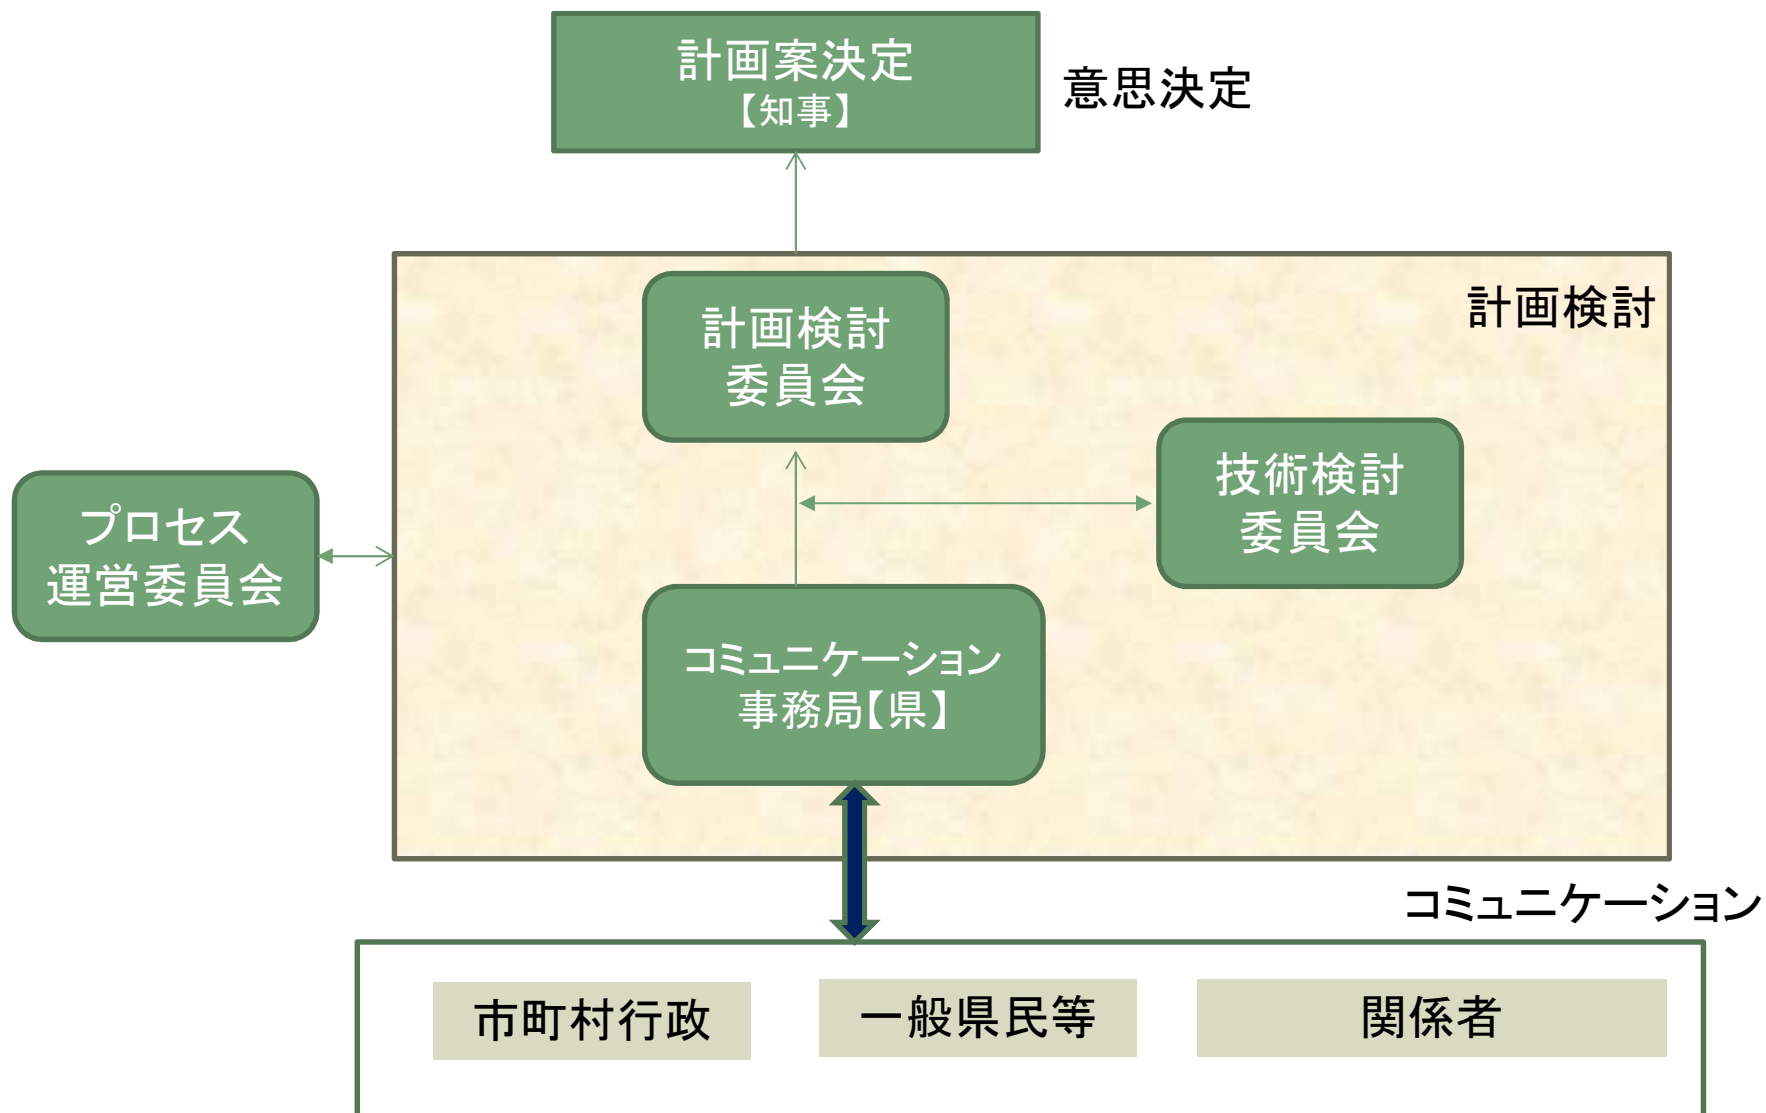 計画案決定
【知事】
意思決定
計画検討
計画検討
委員会
技術検討
委員会
プロセス
運営委員会
コミュニケーション
事務局【県】
コミュニケーション
市町村行政
一般県民等
関係者